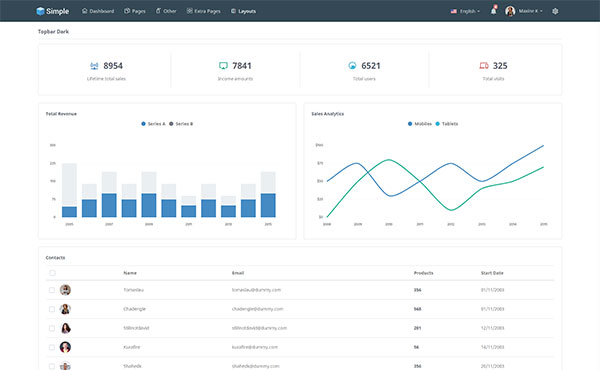 Simple Dashboard Pages Other Extra Pages Layouts English Maxine K
Topbar Dark
8954 7841 6521 325
Lifetime total sales Income amounts Total users Total visits
Total Revenue
Series A Series B
2005 2007 2009 2011 2013 2015
Sales Analytics
Mobiles Tablets
$100
$75
$50
$25
$0
2008 2009 2010 2011 2012 2013 2014 2015
Contacts
Name Email Products Start Date
Tomaslau tomaslau@dummy.com 356 01/11/2003
Chadengle chadengle@dummy.com 568 01/11/2003
Stillnotdavid stillnotdavid@dummy.com 201 12/11/2003
Kurafire kurafire@dummy.com 56 14/11/2003
Shahedk shahedk@dummy.com 356 20/11/2003